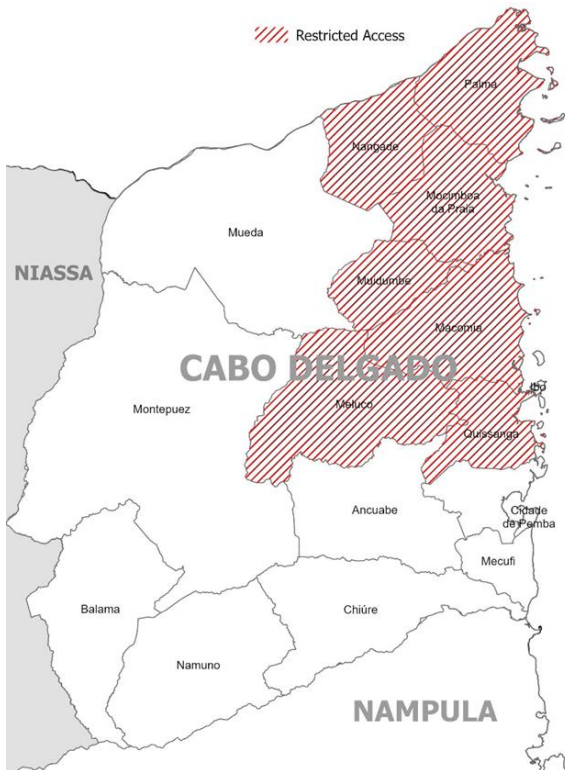 Restricted Access
Palma
Nangade
Mocimboa
da Praia
Mueda
NIASSA
Muidumbe
Macomia
CABO DELGADO
Ibo
Meluco
Montepuez
Quissanga
Ancuabe
Cidade
de Pemba
Mecufi
Balama
Chiúre
Namuno
NAMPULA